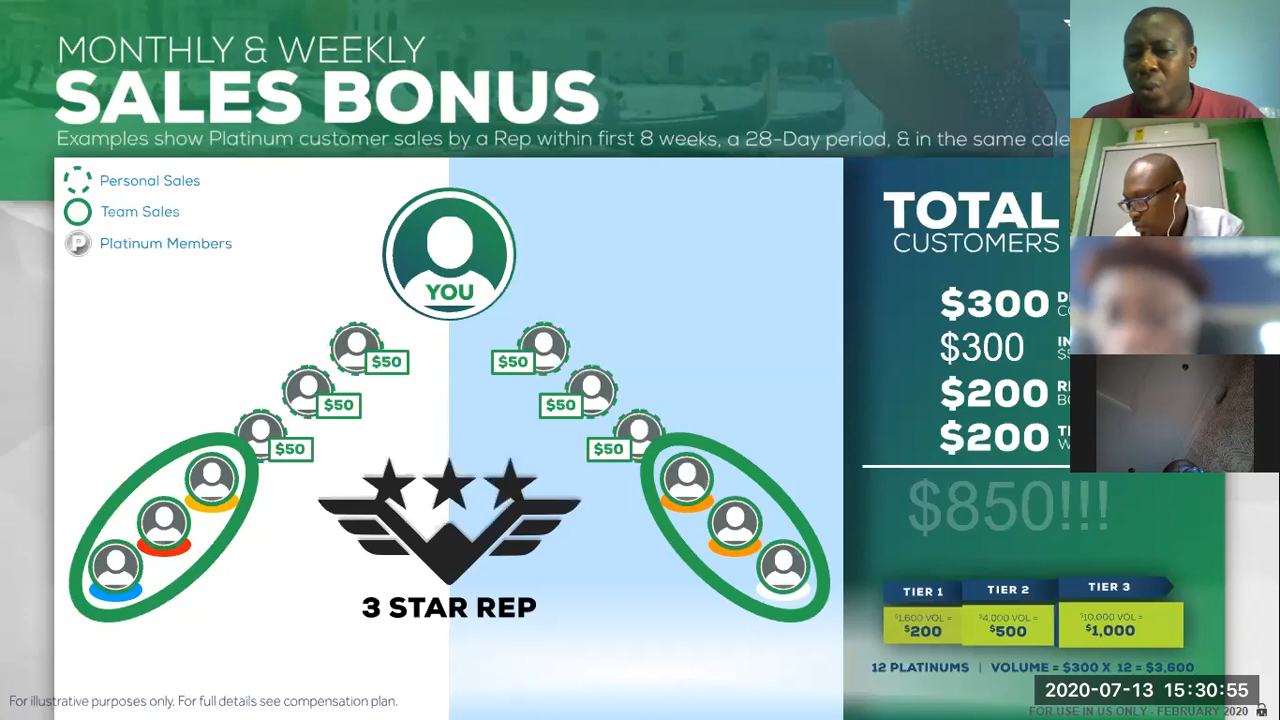 MONTHLY & WEEKLY
SALES BONUS
Examples show Platinum customer sales by a Rep within first 8 weeks, a 28-Day period, & in the same cale
Personal Sales
Team Sales
P Platinum Members
YOU
$50 $50
$50 $50
$50 $50
3 STAR REP
TOTAL
CUSTOMERS
$300
$300
$200
$200
$850!!!
TIER 1 TIER 2 TIER 3
$1,600 VOL = $4,000 VOL = $10,000 VOL =
$200 $500 $1,000
12 PLATINUMS | VOLUME = $300 X 12 = $3,600
2020-07-13 15:30:55
For illustrative purposes only. For full details see compensation plan.
FOR USE IN US ONLY - FEBRUARY 2020